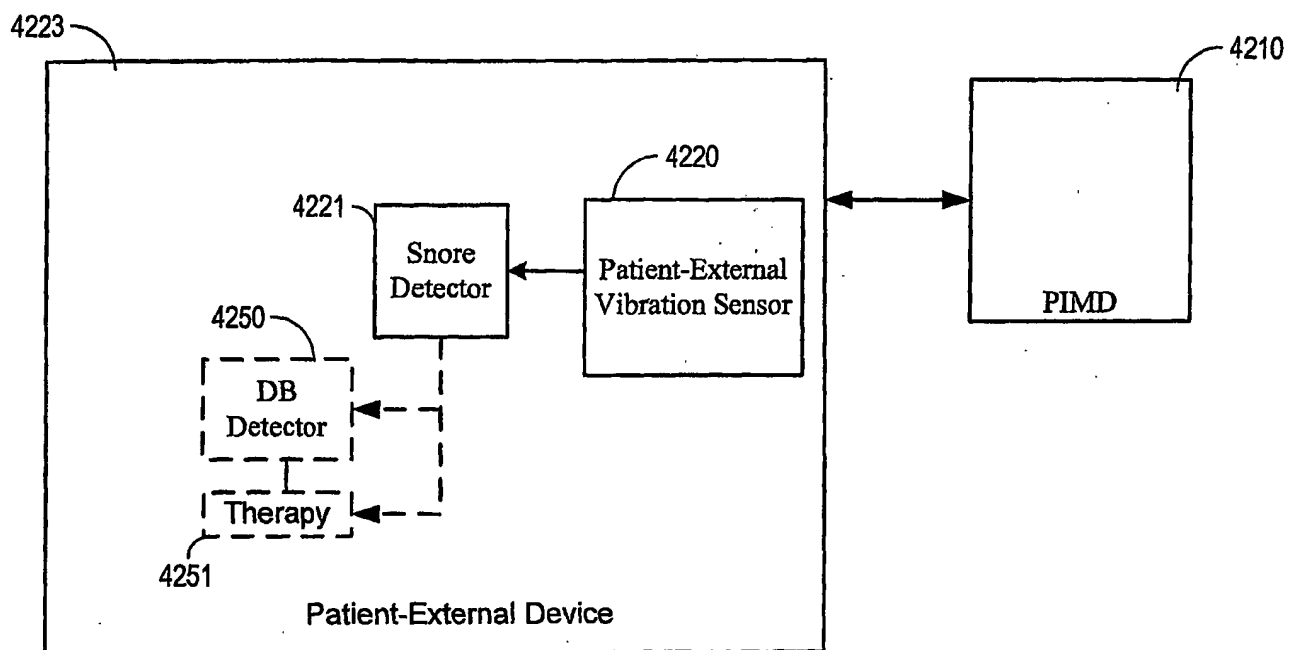 4223
4210
4220
4221
Snore
Detector
Patient-External
Vibration Sensor
PIMD
4250
DB
Detector
Therapy
4251
Patient-External Device